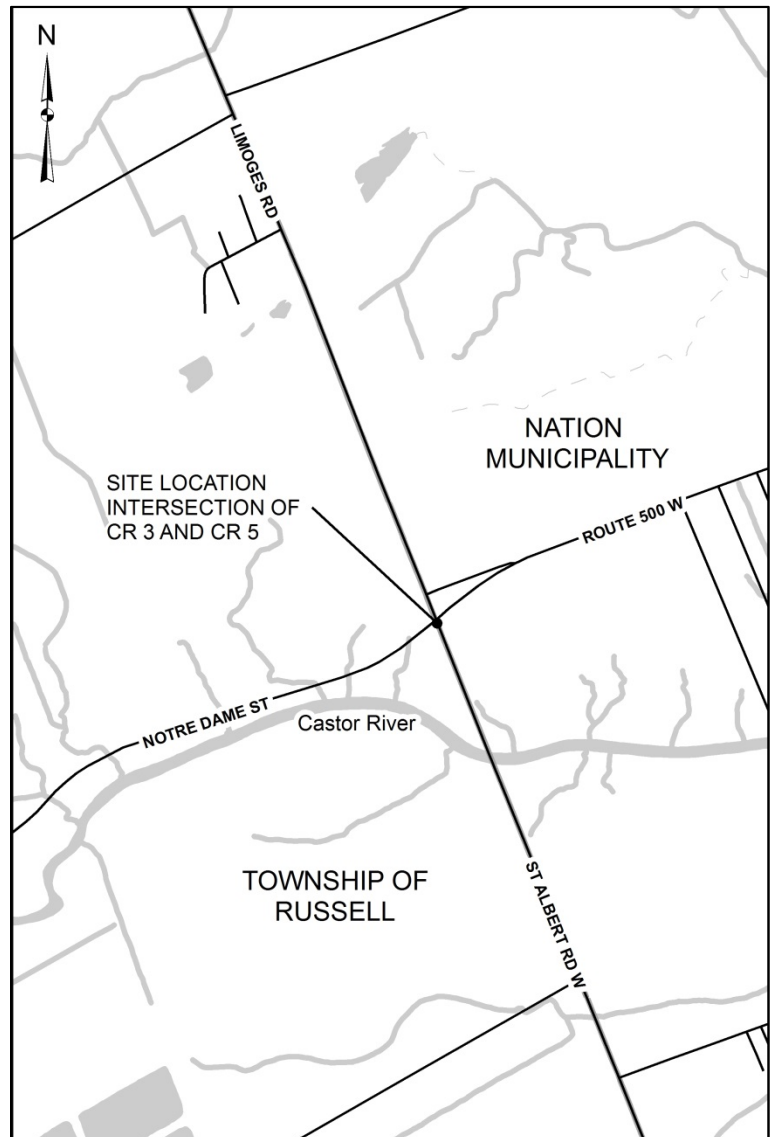 N
LIMOGES RD
NATION
MUNICIPALITY
SITE LOCATION
INTERSECTION OF
CR 3 AND CR 5
ROUTE 500 W
NOTRE DAME ST
Castor River
TOWNSHIP OF
RUSSELL
ST ALBERT RD W